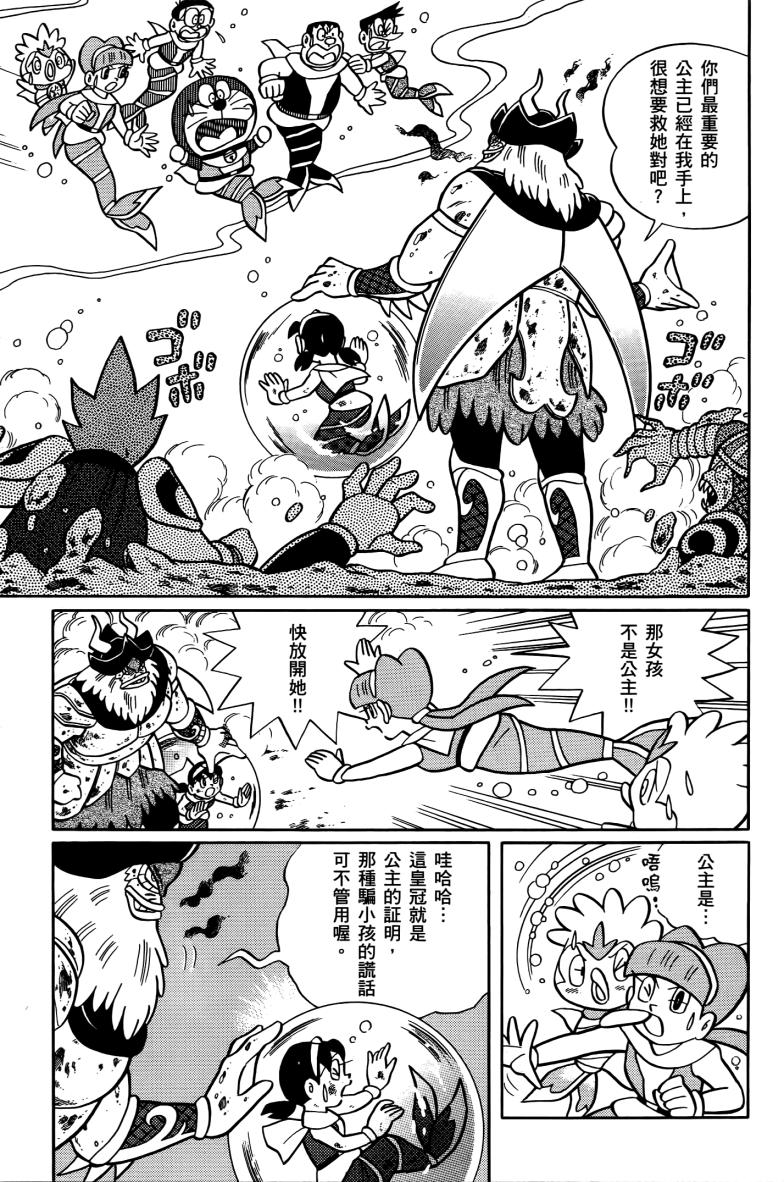 你們最重要的
公主已經在我手上，
很想要救她對吧？
ゴボ
ゴボ
那女孩
不是公主!!
快放開她!!
公主是…
唔嗚！
哇哈哈…
這皇冠就是
公主的証明，
那種騙小孩的謊話
可不管用喔。